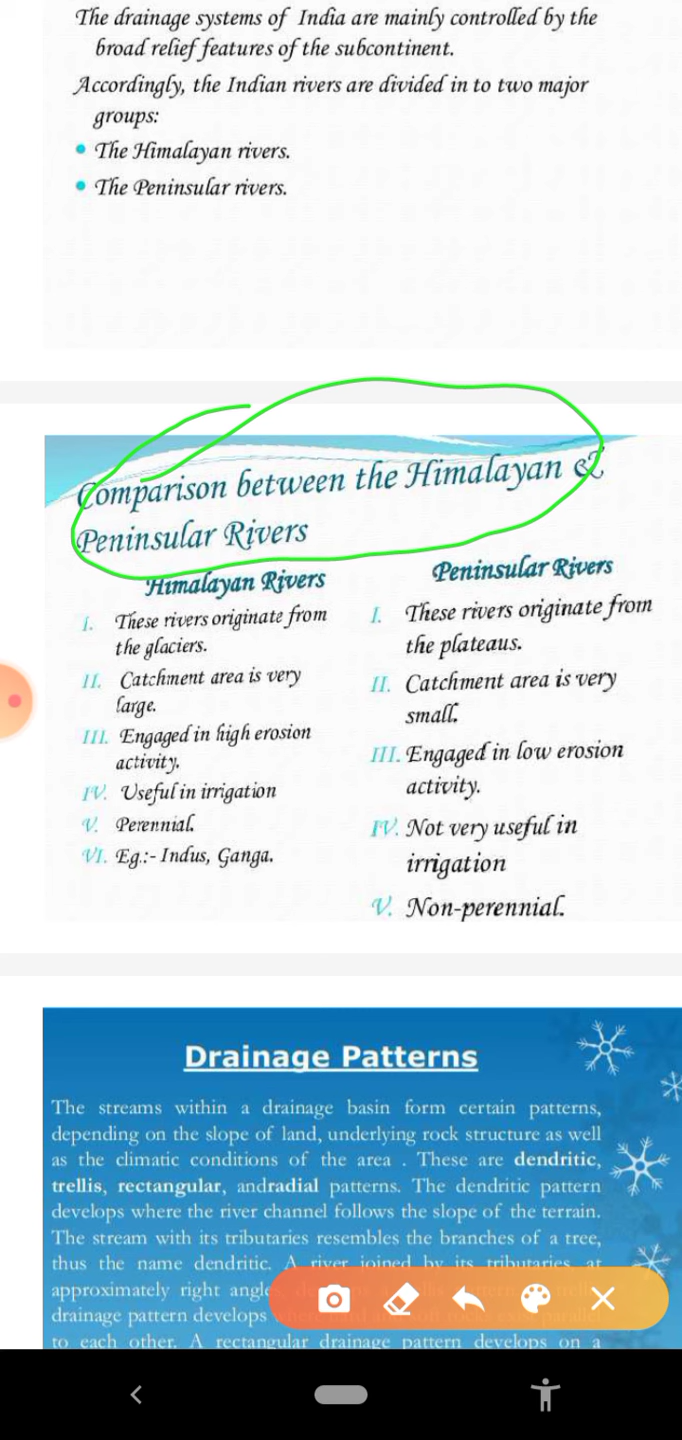 The drainage systems of India are mainly controlled by the
broad relief features of the subcontinent.
Accordingly, the Indian rivers are divided in to two major
groups:
• The Himalayan rivers.
• The Peninsular rivers.
Comparison between the Himalayan &
Peninsular Rivers
Himalayan Rivers
I. These rivers originate from
the glaciers.
II. Catchment area is very
large.
III. Engaged in high erosion
activity.
IV. Useful in irrigation
V. Perennial.
VI. Eg.:- Indus, Ganga.
Peninsular Rivers
I. These rivers originate from
the plateaus.
II. Catchment area is very
small.
III. Engaged in low erosion
activity.
IV. Not very useful in
irrigation
V. Non-perennial.
Drainage Patterns
The streams within a drainage basin form certain patterns,
depending on the slope of land, underlying rock structure as well
as the climatic conditions of the area . These are dendritic,
trellis, rectangular, andradial patterns. The dendritic pattern
develops where the river channel follows the slope of the terrain.
The stream with its tributaries resembles the branches of a tree,
thus the name dendritic. A river joined by its tributaries, at
approximately right angle
drainage pattern develops
to each other. A rectangular drainage pattern develops on a